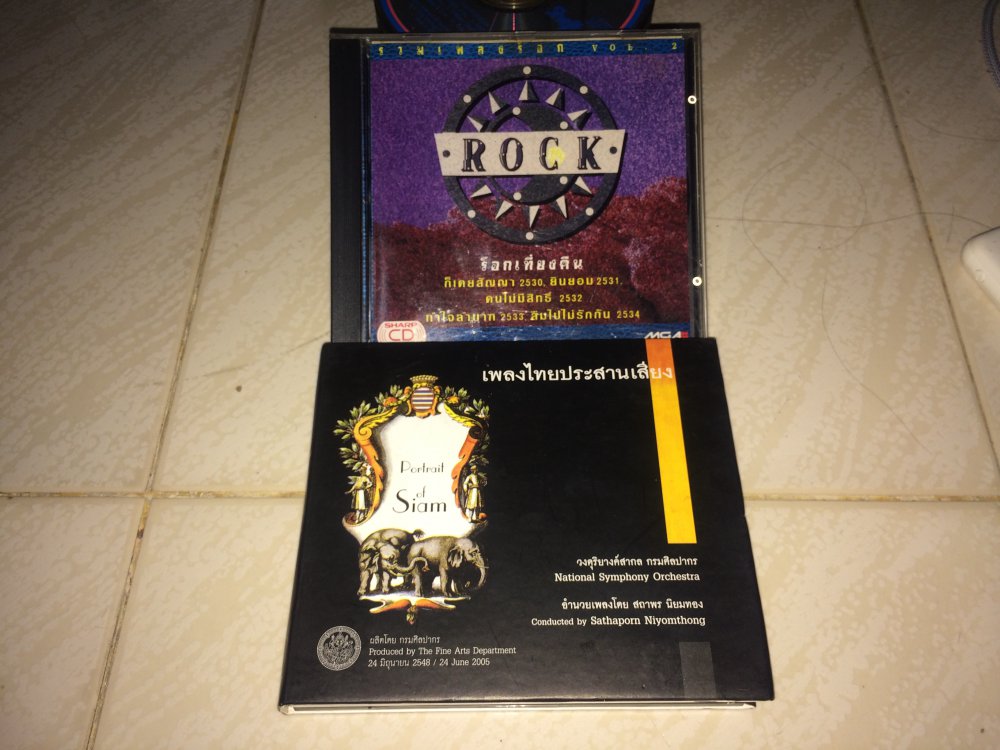 รวมเพลงร็อก VOL. 2
ROCK
ร็อกเที่ยงคืน
ก็เคยสัญญา 2530, ยินยอม 2531,
คนไม่มีสิทธิ์ 2532
ทำใจลำบาก 2533, สิ้นไปไม่รักกัน 2534
SHARP
CD
MGA
เพลงไทยประสานเสียง
Portrait
of
Siam
วงดุริยางค์สากล กรมศิลปากร
National Symphony Orchestra
อำนวยเพลงโดย สถาพร นิยมทอง
Conducted by Sathaporn Niyomthong
ผลิตโดย กรมศิลปากร
Produced by The Fine Arts Department
24 มิถุนายน 2548 / 24 June 2005